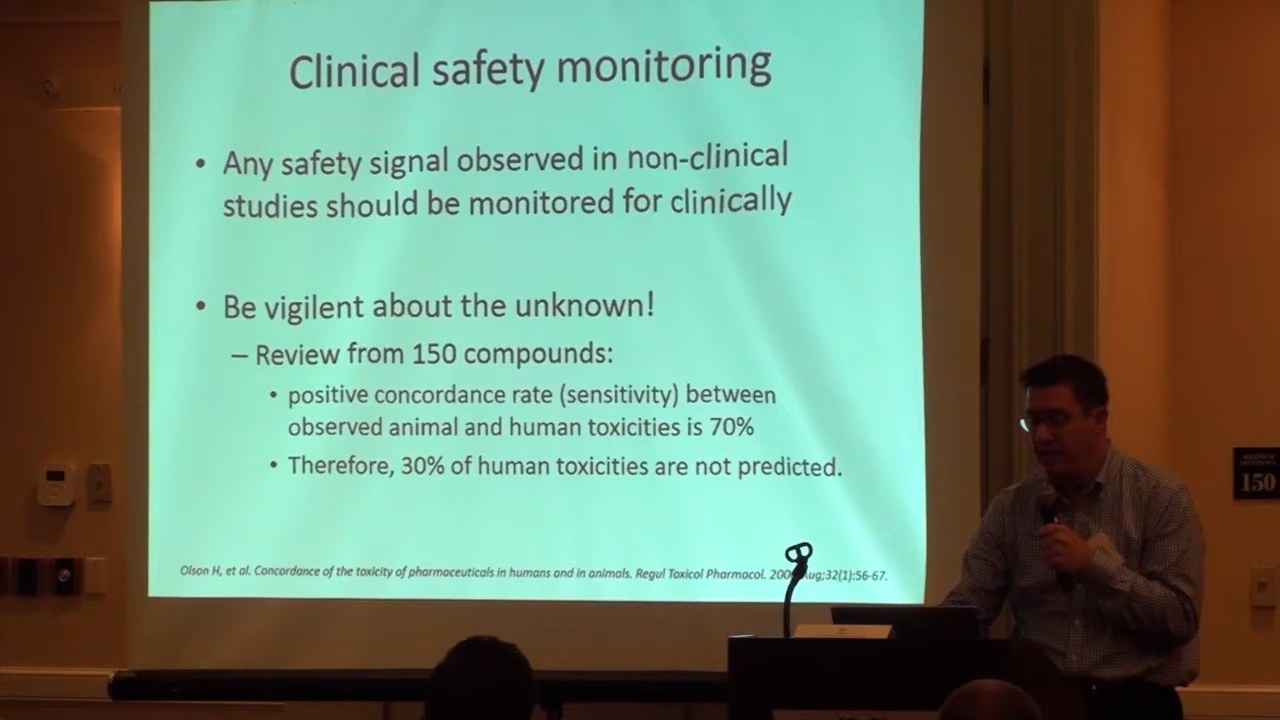 Clinical safety monitoring
• Any safety signal observed in non-clinical
studies should be monitored for clinically
• Be vigilent about the unknown!
– Review from 150 compounds:
• positive concordance rate (sensitivity) between
observed animal and human toxicities is 70%
• Therefore, 30% of human toxicities are not predicted.
Olson H, et al. Concordance of the toxicity of pharmaceuticals in humans and in animals. Regul Toxicol Pharmacol. ;32(1):56-67.
150